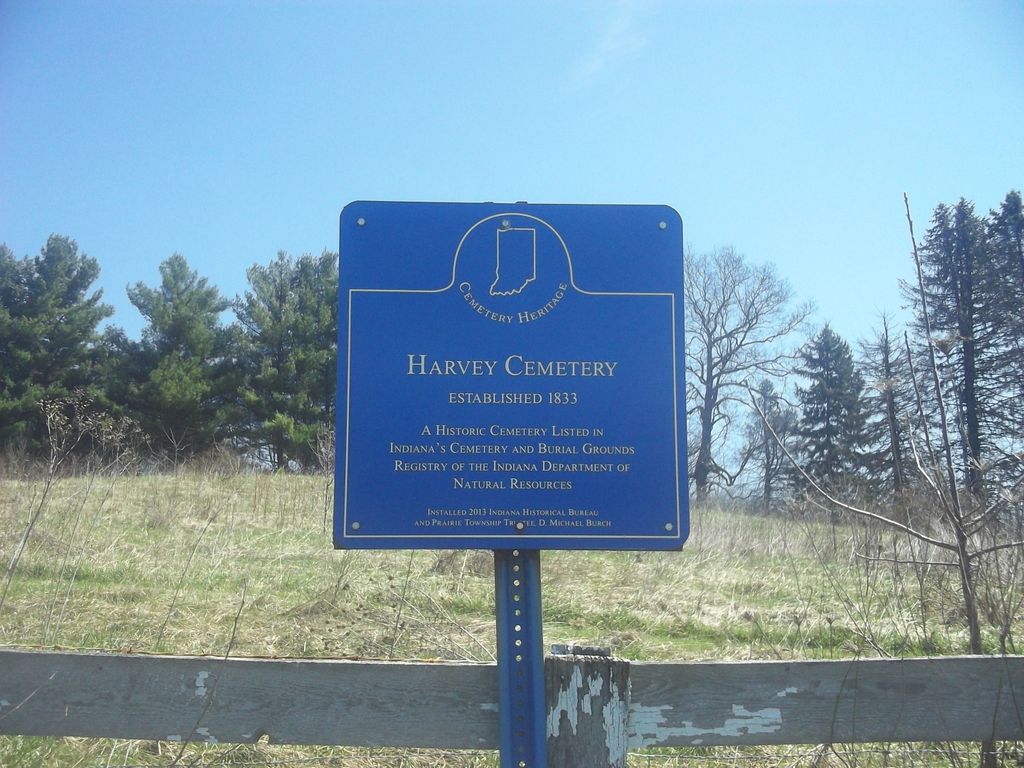 CEMETERY HERITAGE
HARVEY CEMETERY
ESTABLISHED 1833
A HISTORIC CEMETERY LISTED IN
INDIANA'S CEMETERY AND BURIAL GROUNDS
REGISTRY OF THE INDIANA DEPARTMENT OF
NATURAL RESOURCES
INSTALLED 2013 INDIANA HISTORICAL BUREAU
AND PRAIRIE TOWNSHIP TRUSTEE, D. MICHAEL BURCH